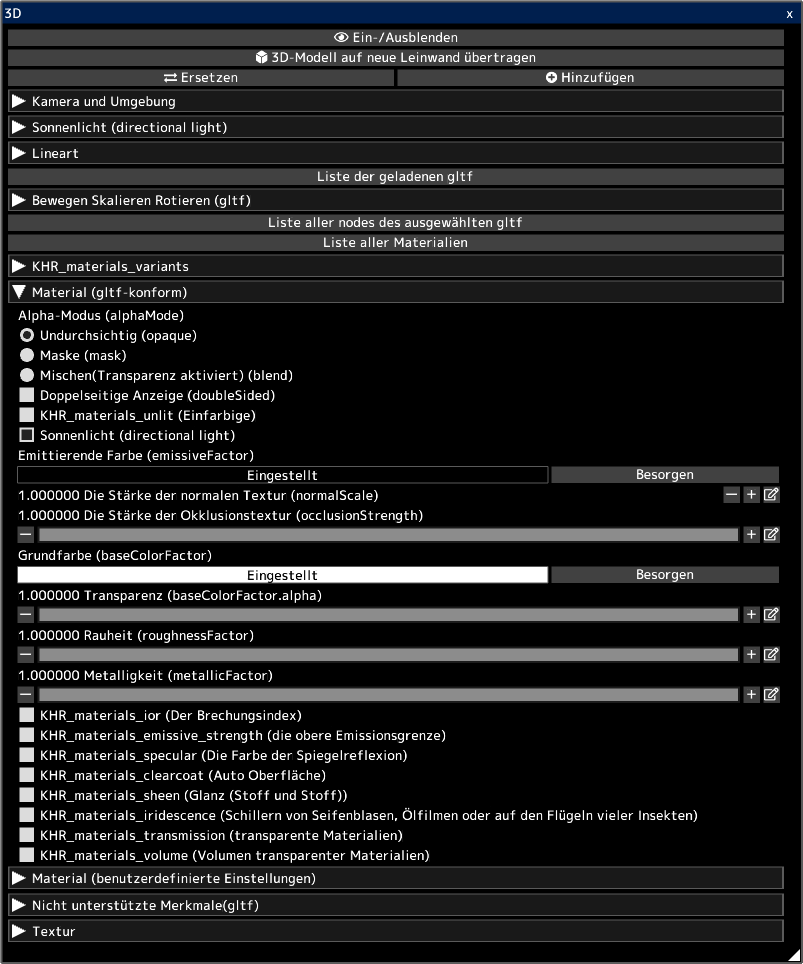 3D x
Ein-/Ausblenden
3D-Modell auf neue Leinwand übertragen
Ersetzen Hinzufügen
Kamera und Umgebung
Sonnenlicht (directional light)
Lineart
Liste der geladenen gltf
Bewegen Skalieren Rotieren (gltf)
Liste aller nodes des ausgewählten gltf
Liste aller Materialien
KHR_materials_variants
Material (gltf-konform)
Alpha-Modus (alphaMode)
Undurchsichtig (opaque)
Maske (mask)
Mischen(Transparenz aktiviert) (blend)
Doppelseitige Anzeige (doubleSided)
KHR_materials_unlit (Einfarbige)
Sonnenlicht (directional light)
Emittierende Farbe (emissiveFactor)
Eingestellt Besorgen
1.000000 Die Stärke der normalen Textur (normalScale)
1.000000 Die Stärke der Okklusionstextur (occlusionStrength)
Grundfarbe (baseColorFactor)
Eingestellt Besorgen
1.000000 Transparenz (baseColorFactor.alpha)
1.000000 Rauheit (roughnessFactor)
1.000000 Metalligkeit (metallicFactor)
KHR_materials_ior (Der Brechungsindex)
KHR_materials_emissive_strength (die obere Emissionsgrenze)
KHR_materials_specular (Die Farbe der Spiegelreflexion)
KHR_materials_clearcoat (Auto Oberfläche)
KHR_materials_sheen (Glanz (Stoff und Stoff))
KHR_materials_iridescence (Schillern von Seifenblasen, Ölfilmen oder auf den Flügeln vieler Insekten)
KHR_materials_transmission (transparente Materialien)
KHR_materials_volume (Volumen transparenter Materialien)
Material (benutzerdefinierte Einstellungen)
Nicht unterstützte Merkmale(gltf)
Textur